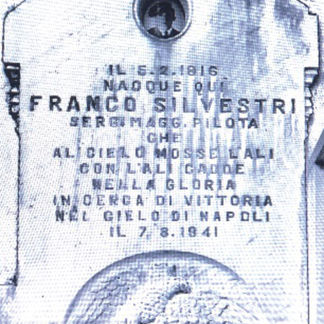 IL 5.2.1916
NACQUE QUI
FRANCO SILVESTRI
SERG. MAGG. PILOTA
CHE
AL CIELO MOSSE L'ALI
CON L'ALI CADDE
NELLA GLORIA
IN CERCA DI VITTORIA
NEL CIELO DI NAPOLI
IL 7.8.1941